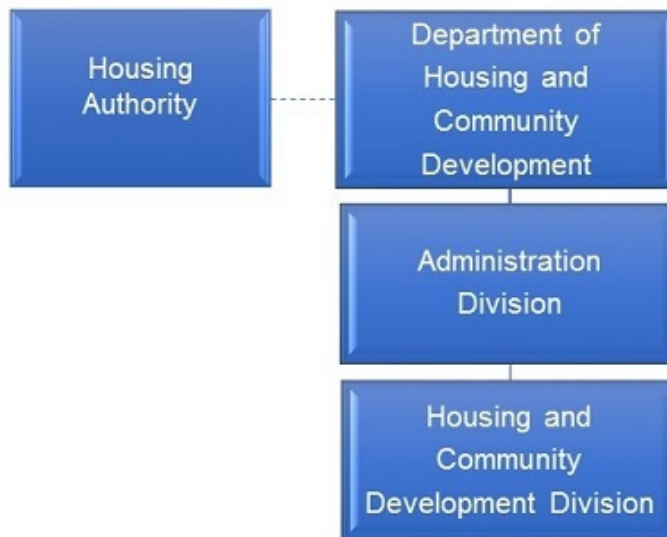 Housing
Authority
Department of
Housing and
Community
Development
Administration
Division
Housing and
Community
Development Division